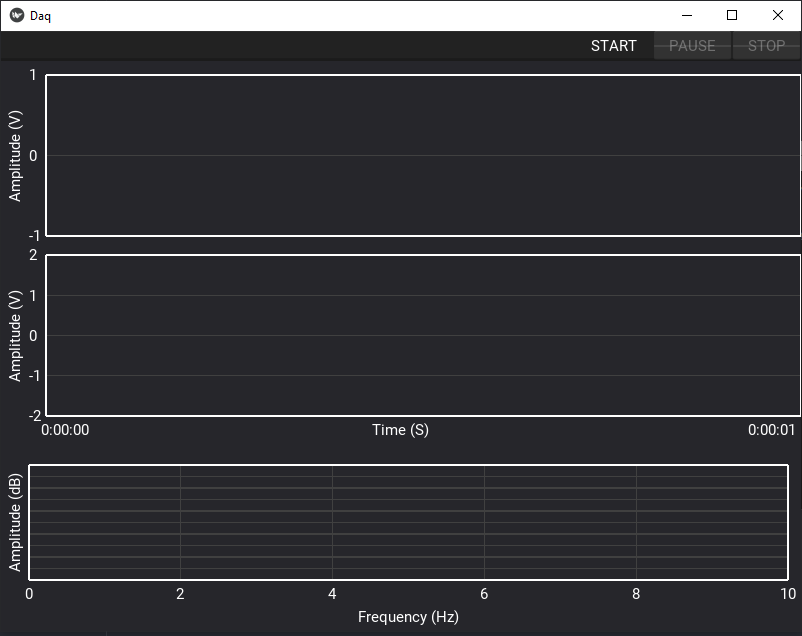 Daq
START PAUSE STOP
1
Amplitude (V)
0
-1
2
1
Amplitude (V)
0
-1
-2
0:00:00 Time (S) 0:00:01
Amplitude (dB)
0 2 4 6 8 10
Frequency (Hz)